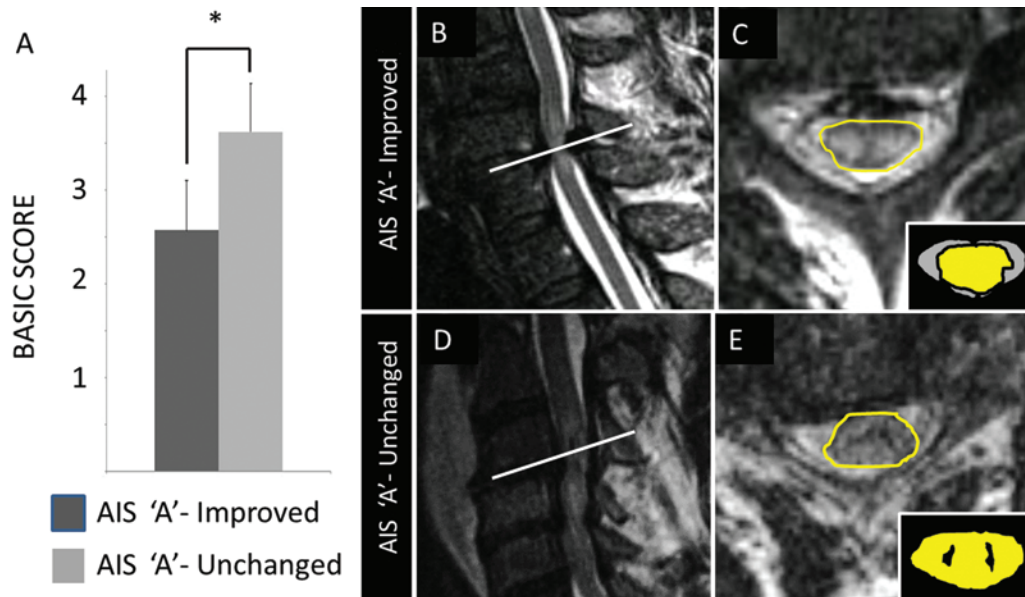 A
*
BASIC SCORE
4
3
2
1
AIS 'A'- Improved
AIS 'A'- Unchanged
AIS 'A'- Improved
B
C
AIS 'A'- Unchanged
D
E